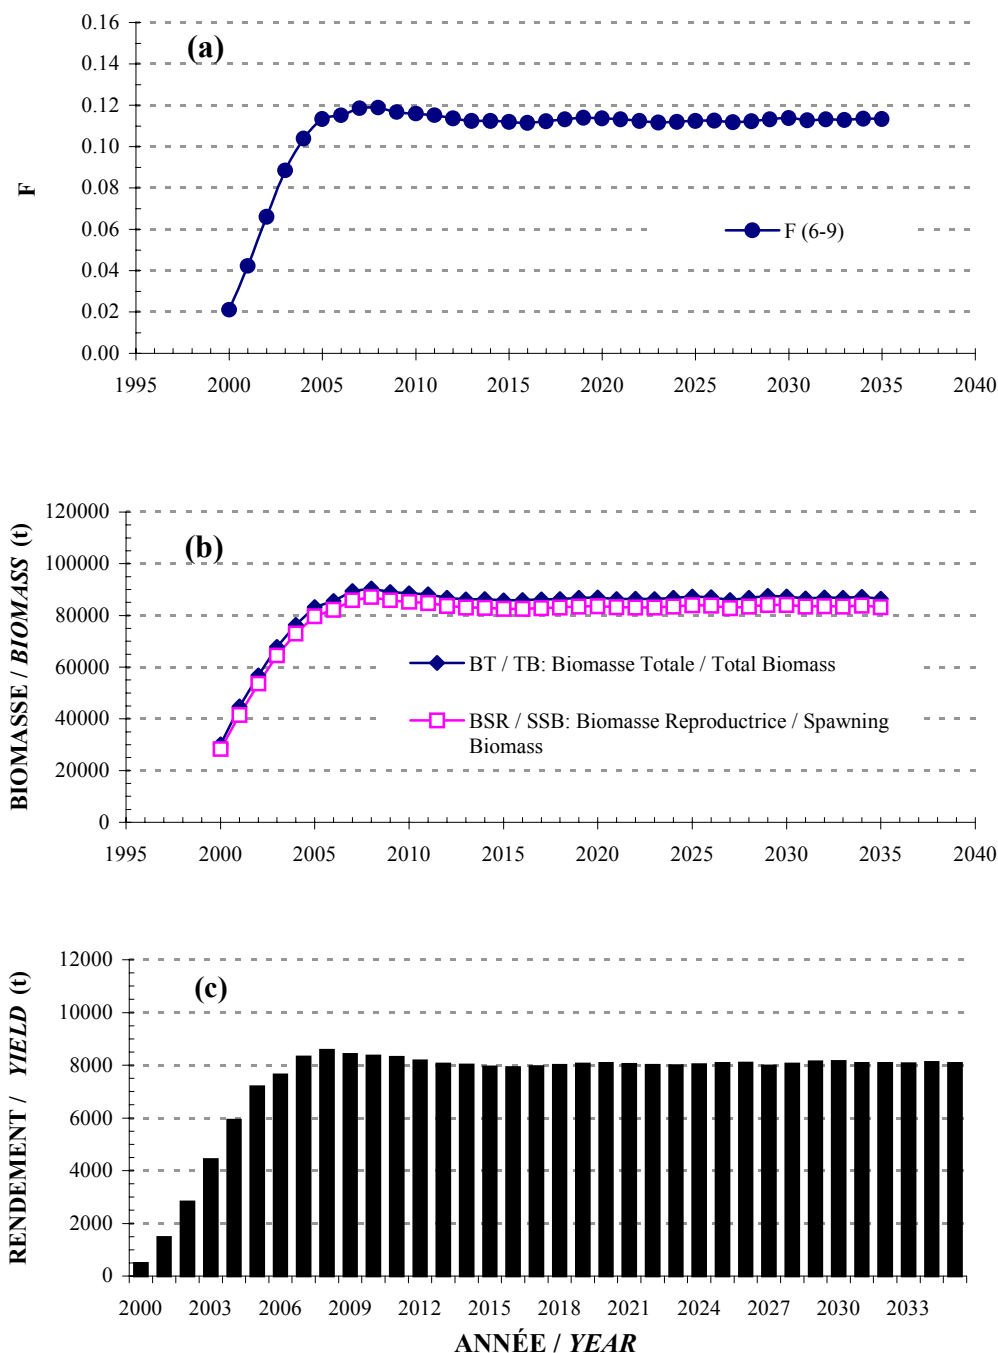 0.16
(a)
0.14
0.12
0.10
0.08
F
0.06
F (6-9)
0.04
0.02
0.00
1995 2000 2005 2010 2015 2020 2025 2030 2035 2040
120000
(b)
100000
80000
BIOMASSE / BIOMASS (t)
60000
BT / TB: Biomasse Totale / Total Biomass
40000
BSR / SSB: Biomasse Reproductrice / Spawning
Biomass
20000
0
1995 2000 2005 2010 2015 2020 2025 2030 2035 2040
12000
(c)
10000
8000
RENDEMENT / YIELD (t)
6000
4000
2000
0
2000 2003 2006 2009 2012 2015 2018 2021 2024 2027 2030 2033
ANNÉE / YEAR